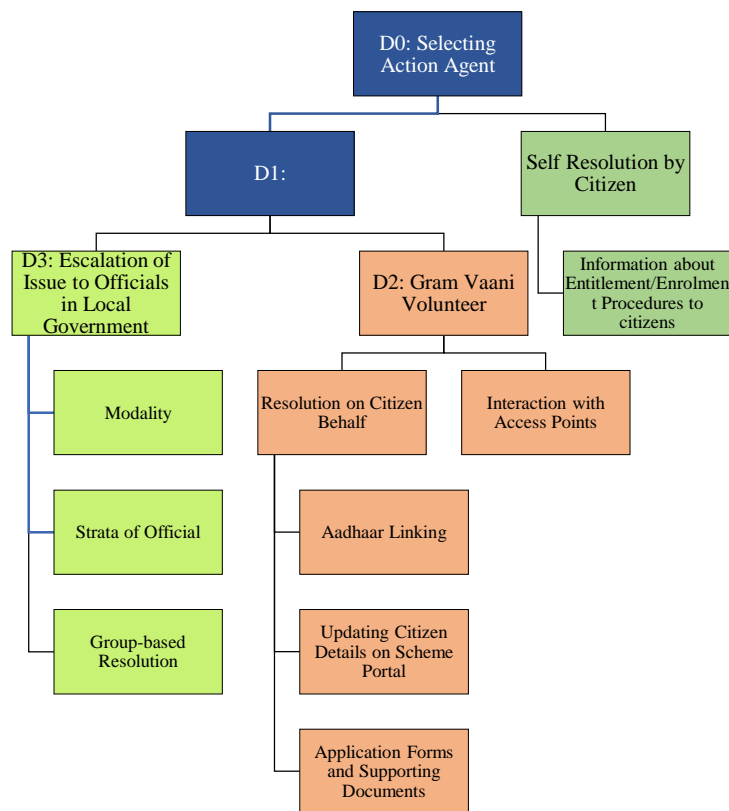 D0: Selecting
Action Agent
D1:
Self Resolution by
Citizen
D3: Escalation of
Issue to Officials
in Local
Government
D2: Gram Vaani
Volunteer
Information about
Entitlement/Enrolmen
t Procedures to
citizens
Modality
Resolution on Citizen
Behalf
Interaction with
Access Points
Strata of Official
Aadhaar Linking
Group-based
Resolution
Updating Citizen
Details on Scheme
Portal
Application Forms
and Supporting
Documents